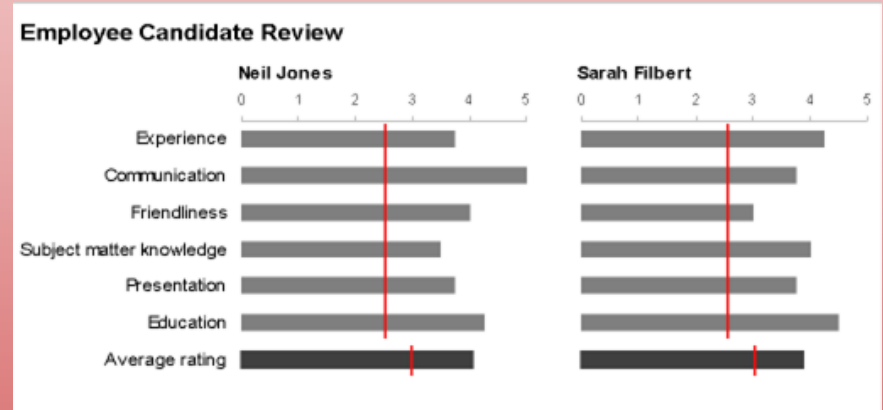 Employee Candidate Review
Neil Jones Sarah Filbert
0 1 2 3 4 5 0 1 2 3 4 5
Experience
Communication
Friendliness
Subject matter knowledge
Presentation
Education
Average rating